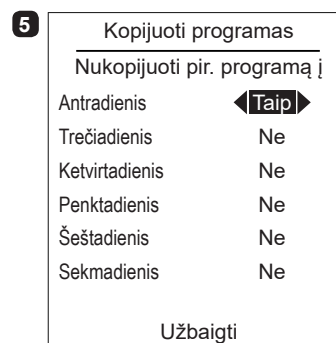 5
Kopijuoti programas
Nukopijuoti pir. programą į
Antradienis Taip
Trečiadienis Ne
Ketvirtadienis Ne
Penktadienis Ne
Šeštadienis Ne
Sekmadienis Ne
Užbaigti